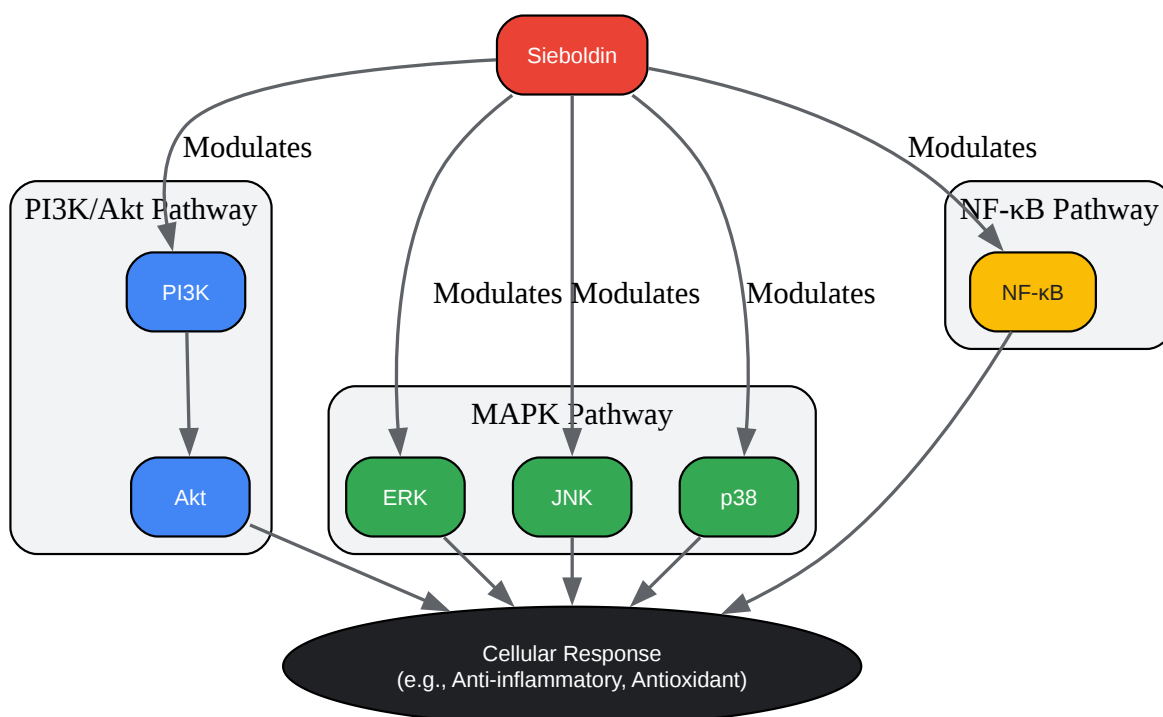 Sieboldin
Modulates
Modulates
PI3K/Akt Pathway
NF-κB Pathway
PI3K
NF-κB
Modulates
Modulates
Modulates
MAPK Pathway
Akt
ERK
JNK
p38
Cellular Response
(e.g., Anti-inflammatory, Antioxidant)